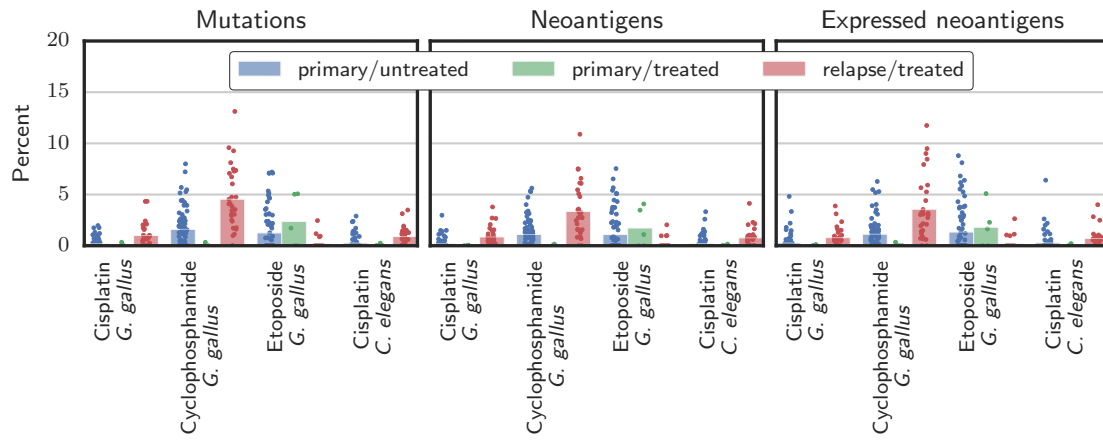 Mutations
Neoantigens
Expressed neoantigens
Percent
20
15
10
5
0
primary/untreated
primary/treated
relapse/treated
Cisplatin
G. gallus
Cyclophosphamide
G. gallus
Etoposide
G. gallus
Cisplatin
C. elegans
Cisplatin
G. gallus
Cyclophosphamide
G. gallus
Etoposide
G. gallus
Cisplatin
C. elegans
Cisplatin
G. gallus
Cyclophosphamide
G. gallus
Etoposide
G. gallus
Cisplatin
C. elegans